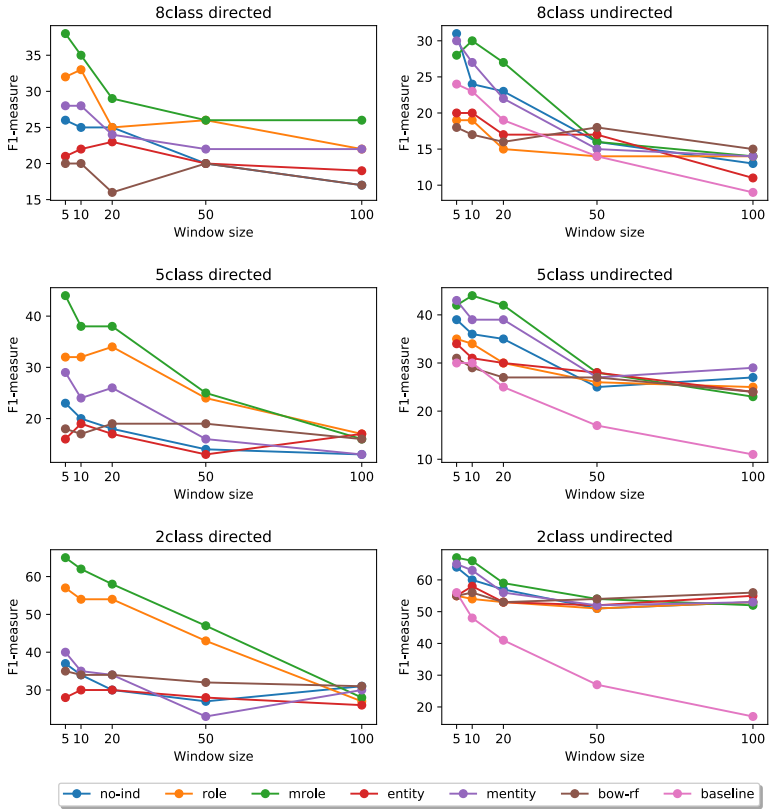 8class directed
8class undirected
F1-measure
35
30
25
20
15
5 10 20 50 100
Window size
F1-measure
30
25
20
15
10
5 10 20 50 100
Window size
5class directed
5class undirected
F1-measure
40
30
20
5 10 20 50 100
Window size
F1-measure
40
30
20
10
5 10 20 50 100
Window size
2class directed
2class undirected
F1-measure
60
50
40
30
5 10 20 50 100
Window size
F1-measure
60
50
40
30
20
5 10 20 50 100
Window size
no-ind role mrole entity mentity bow-rf baseline